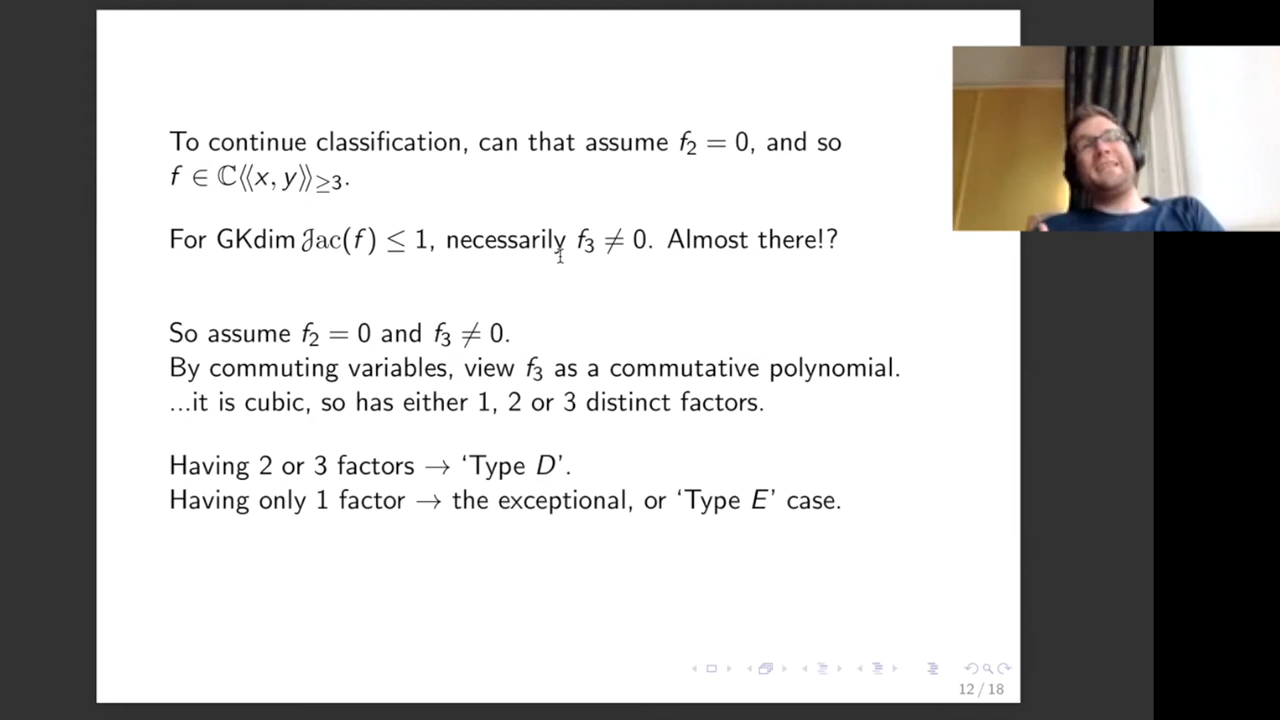 To continue classification, can that assume f₂ = 0, and so
f ∈ ℂ⟨⟨x, y⟩⟩≥3.
For GKdim Jac(f) ≤ 1, necessarily f₃ ≠ 0. Almost there!?
So assume f₂ = 0 and f₃ ≠ 0.
By commuting variables, view f₃ as a commutative polynomial.
...it is cubic, so has either 1, 2 or 3 distinct factors.
Having 2 or 3 factors → ‘Type D’.
Having only 1 factor → the exceptional, or ‘Type E’ case.
12 / 18